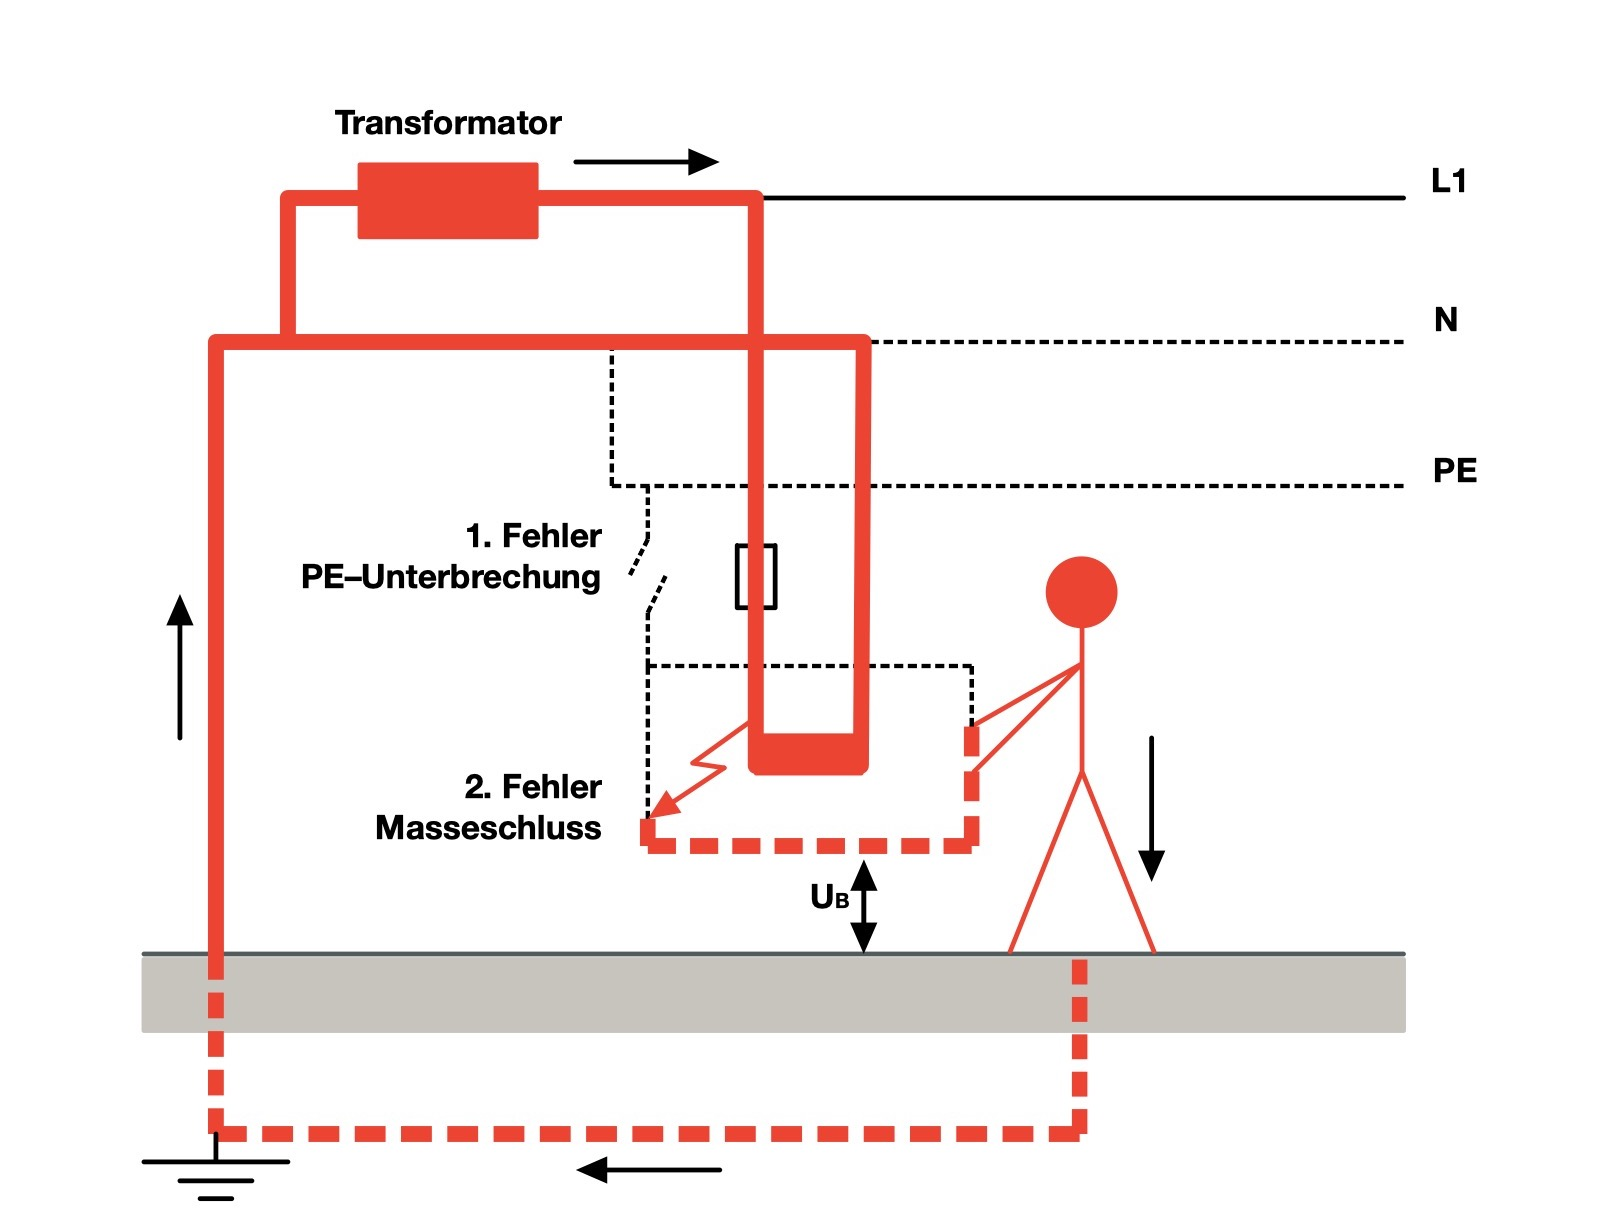 Transformator
L1
N
PE
1. Fehler
PE–Unterbrechung
2. Fehler
Masseschluss
UB